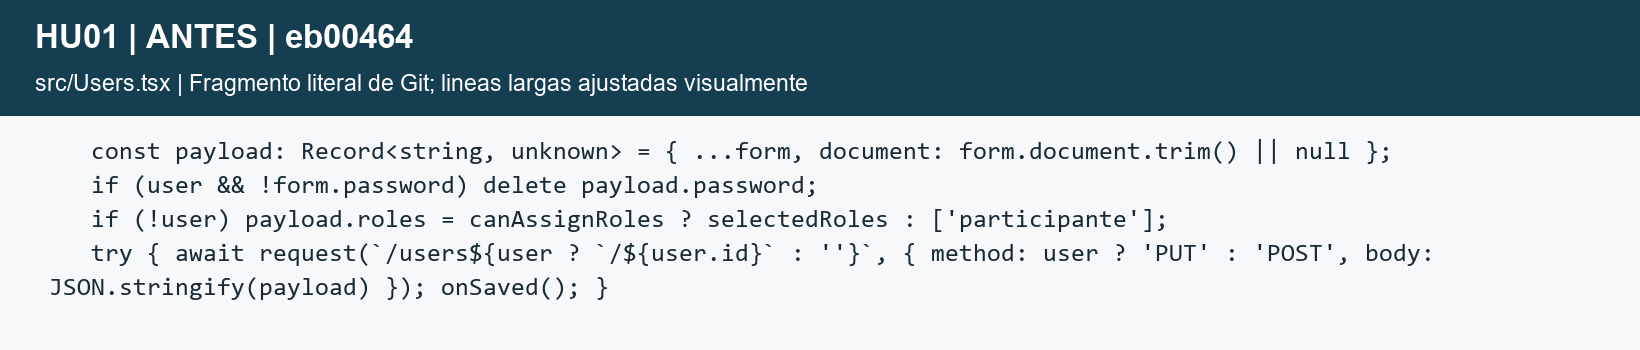 HU01 | ANTES | eb00464
src/Users.tsx | Fragmento literal de Git; lineas largas ajustadas visualmente
const payload: Record<string, unknown> = { ...form, document: form.document.trim() || null };
if (user && !form.password) delete payload.password;
if (!user) payload.roles = canAssignRoles ? selectedRoles : ['participante'];
try { await request(`/users${user ? `/${user.id}` : ''}`, { method: user ? 'PUT' : 'POST', body:
JSON.stringify(payload) }); onSaved(); }